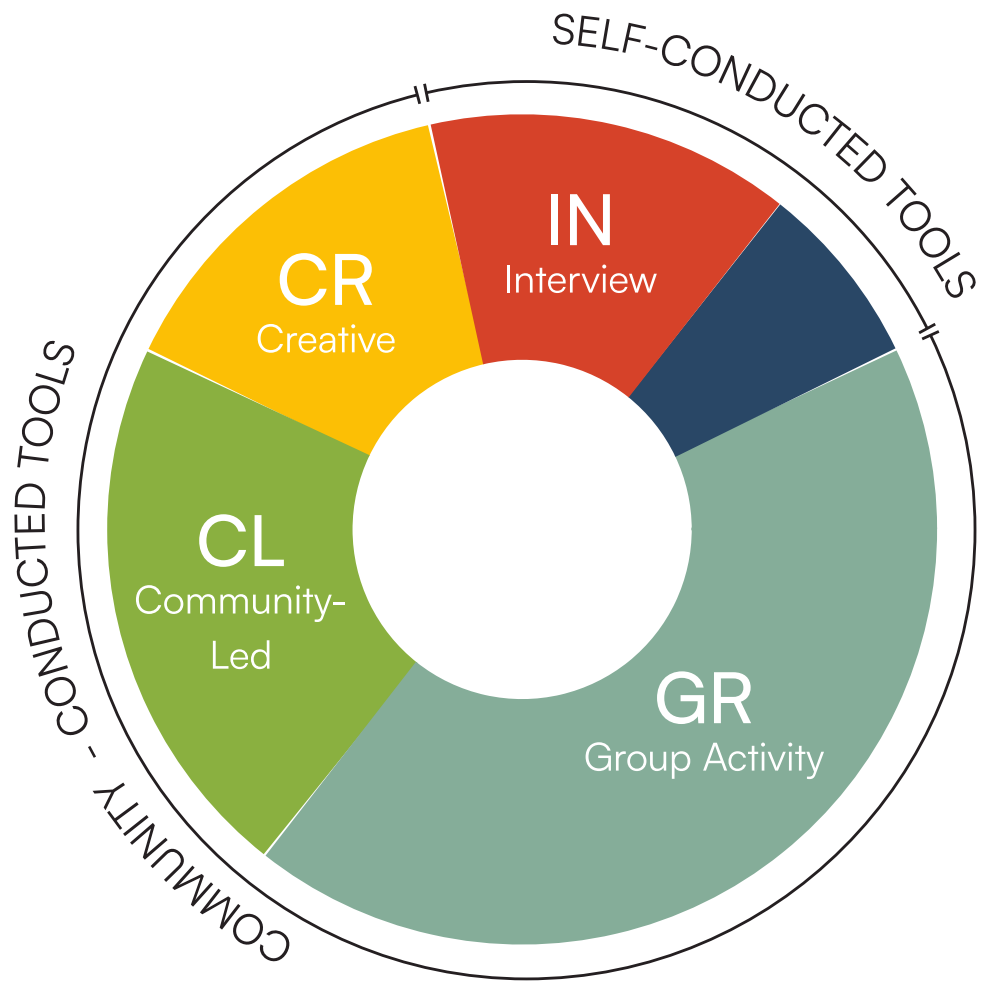 SELF-CONDUCTED TOOLS
IN
Interview
CR
Creative
CL
Community-
Led
GR
Group Activity
COMMUNITY - CONDUCTED TOOLS